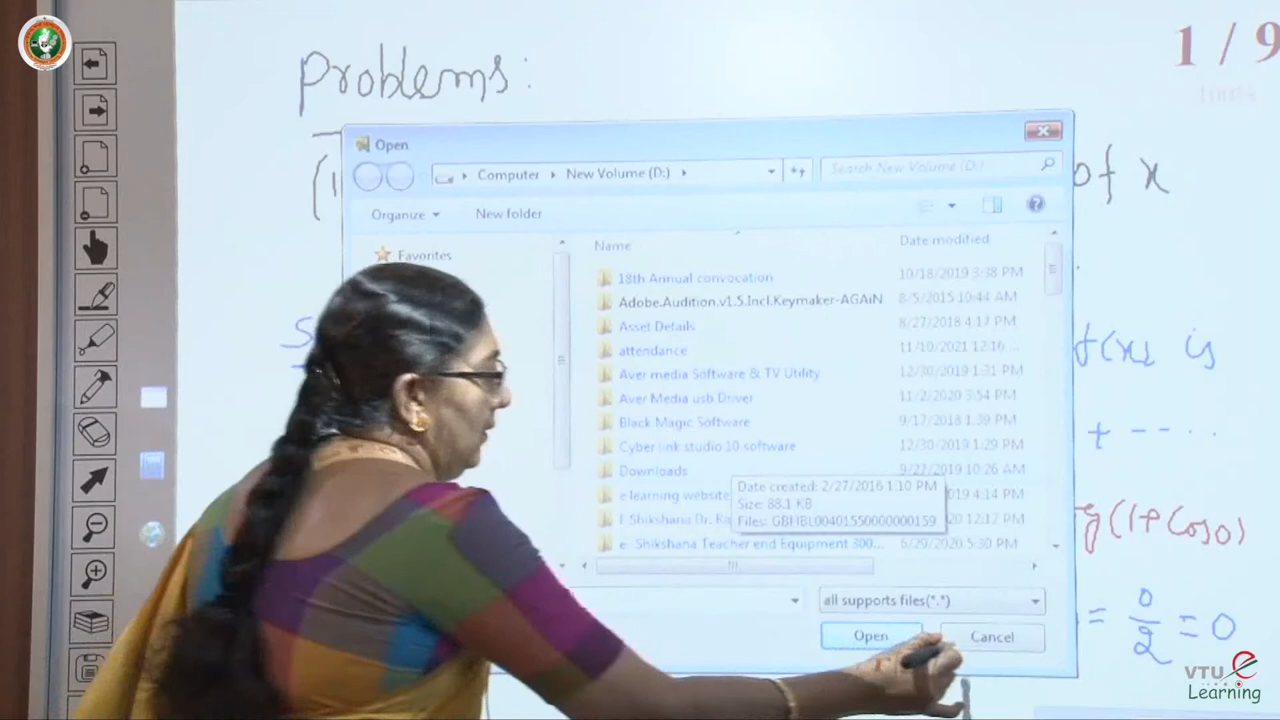 Problems:
1 / 9
Open
Computer ▸ New Volume (D:) ▸
Search New Volume (D:)
of x
Organize
New folder
Favorites
Name
Date modified
18th Annual convocation 10/18/2019 3:38 PM
Adobe.Audition.v1.5.Incl.Keymaker-AGAiN 8/5/2015 10:44 AM
Asset Details 8/27/2018 4:17 PM
attendance 11/10/2021 12:16 ...
f(x) is
Aver media Software & TV Utility 12/30/2019 1:31 PM
Aver Media usb Driver 11/2/2020 3:54 PM
Black Magic Software 9/17/2018 1:39 PM
+ ----
Cyber link studio 10 software 12/30/2019 1:29 PM
Downloads 9/27/2019 10:26 AM
Date created: 2/27/2016 1:10 PM
e learning website 4:14 PM
Size: 88.1 KB
E Shikshana Dr. 12:12 PM
Files: GBHBL00401550000000159
(1+Cos0)
e- Shikshana Teacher end Equipment 300... 6/29/2020 5:30 PM
all supports files(*.*)
= 0/2 = 0
Open
Cancel
VTU
Learning